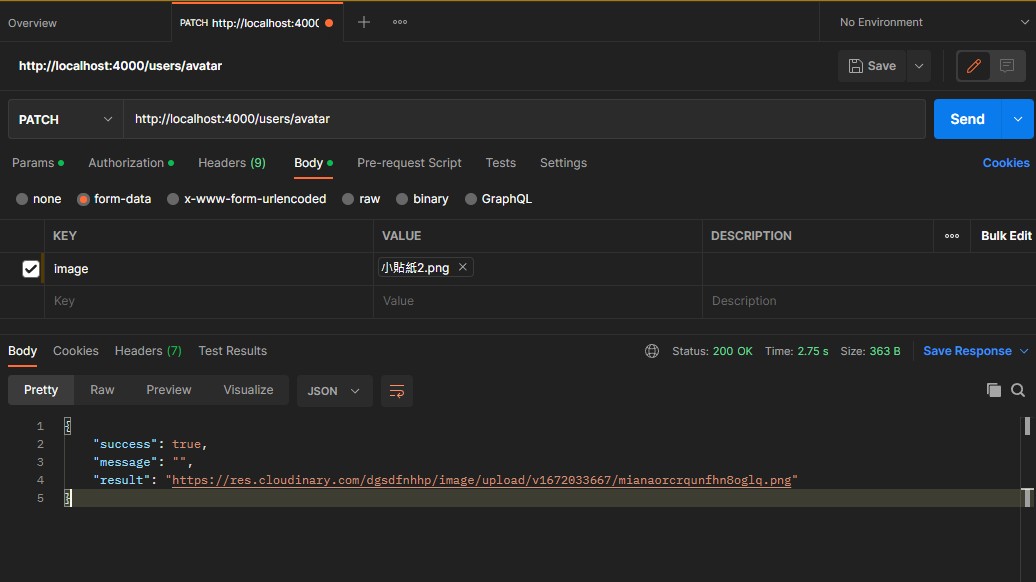 Overview PATCH http://localhost:400( No Environment
http://localhost:4000/users/avatar Save
PATCH http://localhost:4000/users/avatar Send
Params Authorization Headers (9) Body Pre-request Script Tests Settings Cookies
none form-data x-www-form-urlencoded raw binary GraphQL
KEY VALUE DESCRIPTION Bulk Edit
image 小貼紙2.png
Key Value Description
Body Cookies Headers (7) Test Results Status: 200 OK Time: 2.75 s Size: 363 B Save Response
Pretty Raw Preview Visualize JSON
1 {
2 "success": true,
3 "message": "",
4 "result": "https://res.cloudinary.com/dgsdfnhhp/image/upload/v1672033667/mianaorcrqunfhn8oglq.png"
5 }